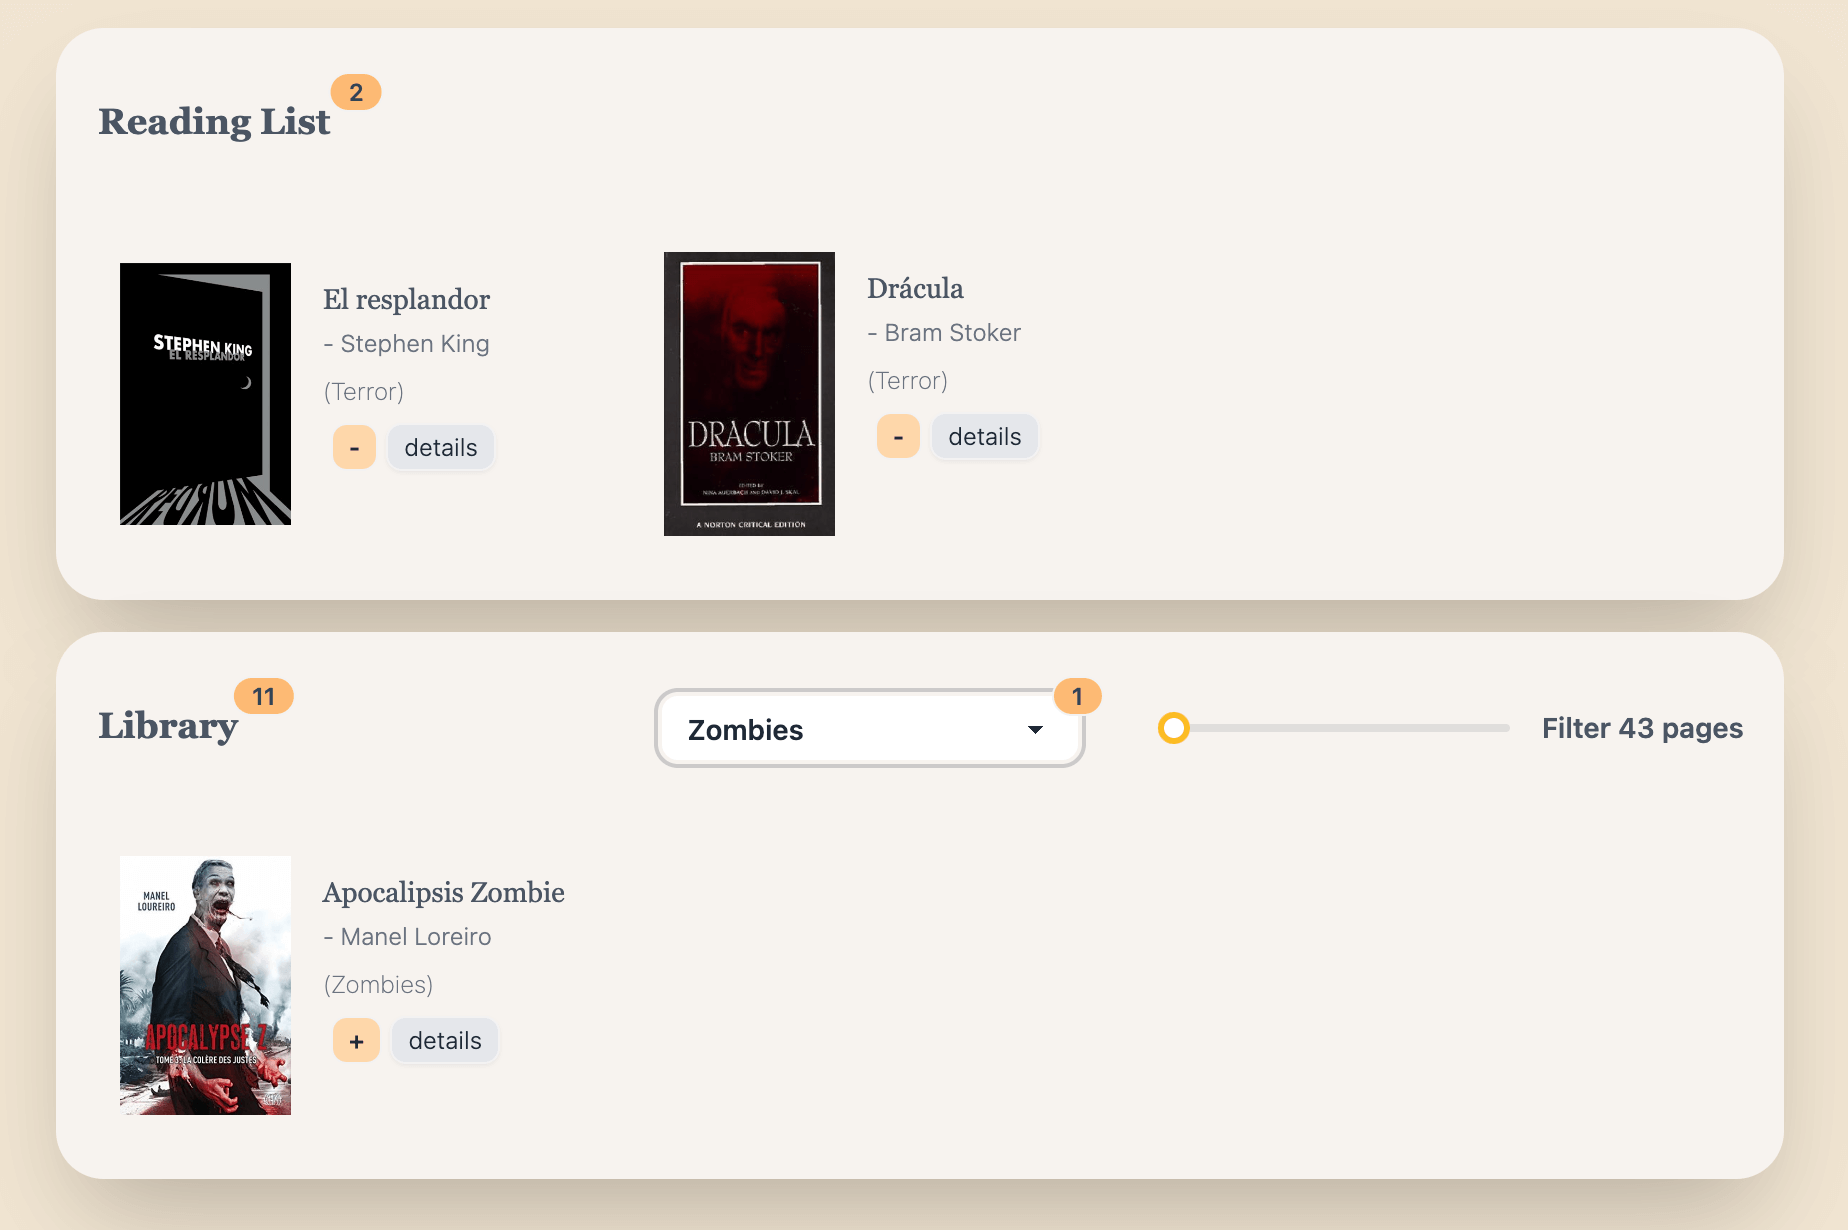 Reading List
2
STEPHEN KING
EL RESPLANDOR
REDRUM
El resplandor
- Stephen King
(Terror)
-
details
DRACULA
BRAM STOKER
EDITED BY
NINA AUERBACH AND DAVID J. SKAL
A NORTON CRITICAL EDITION
Drácula
- Bram Stoker
(Terror)
-
details
Library
11
Zombies
1
Filter 43 pages
MANEL
LOUREIRO
APOCALYPSE Z
TOME 3: LA COLÈRE DES JUSTES
Apocalipsis Zombie
- Manel Loreiro
(Zombies)
+
details